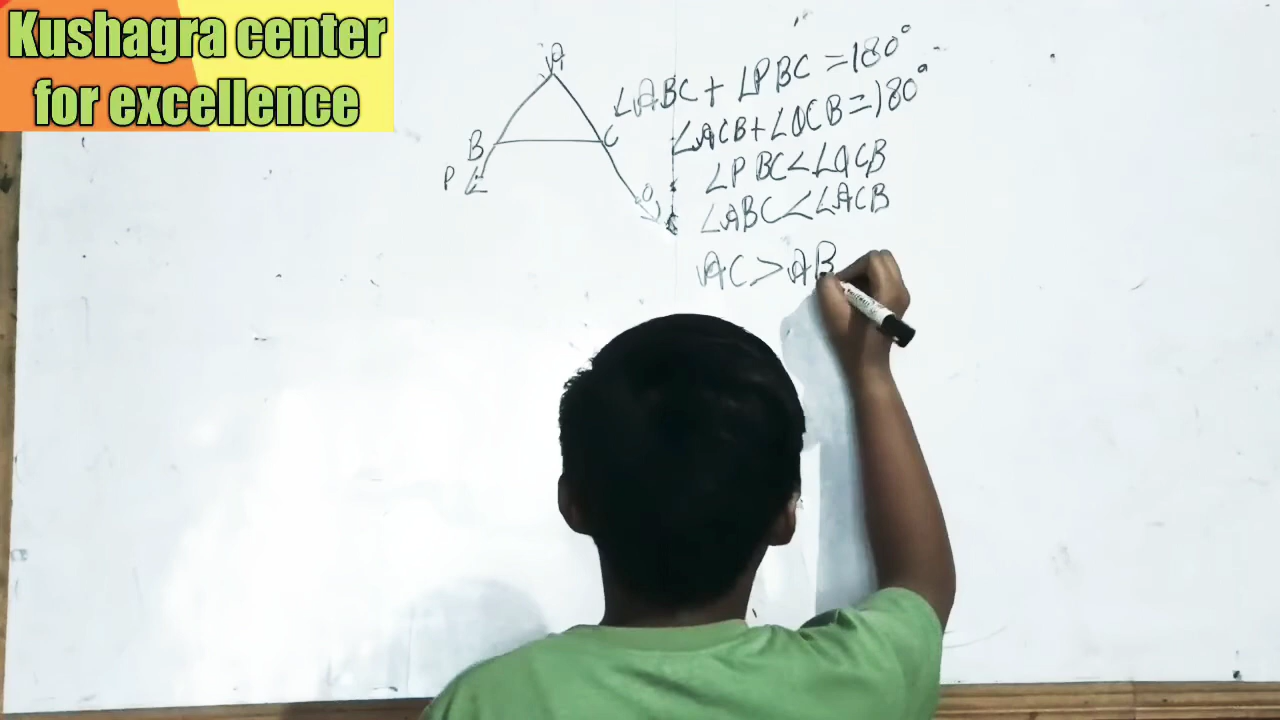 Kushagra center
for excellence
A
B
C
P
Q
∠ABC + ∠PBC = 180°
∠ACB + ∠QCB = 180°
∠PBC < ∠QCB
∠ABC < ∠ACB
AC > AB